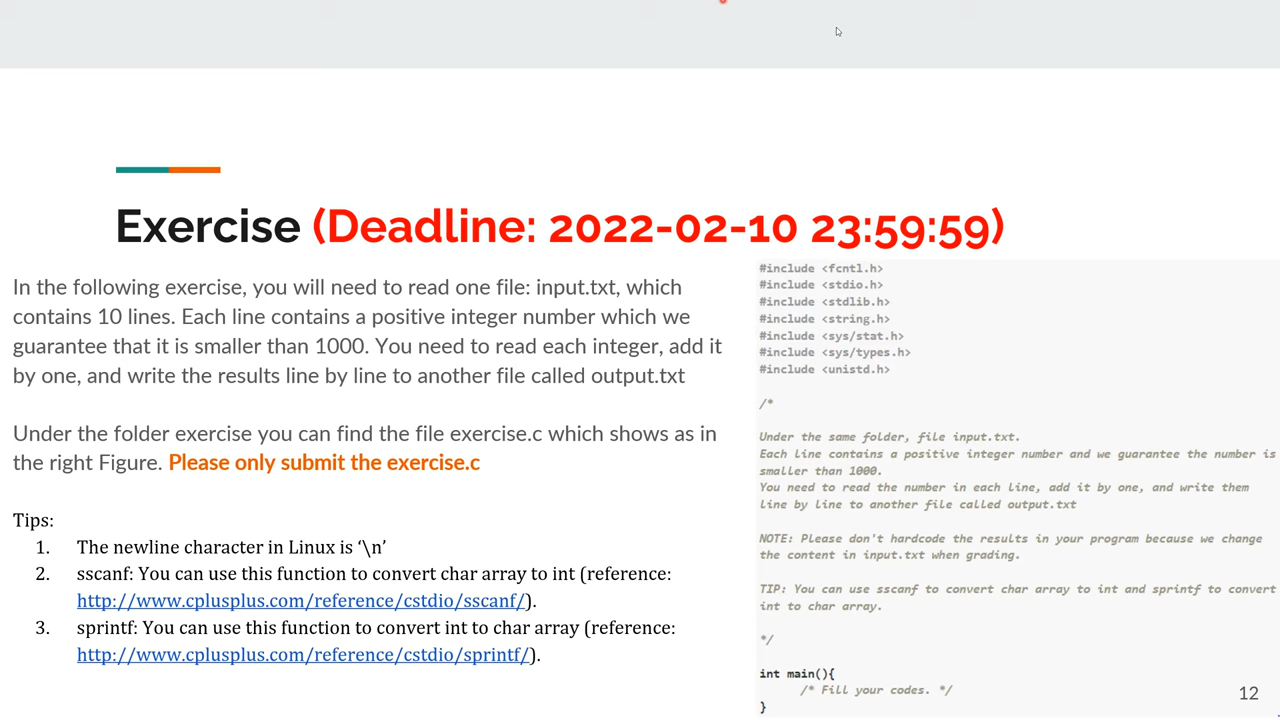 Exercise (Deadline: 2022-02-10 23:59:59)
In the following exercise, you will need to read one file: input.txt, which
contains 10 lines. Each line contains a positive integer number which we
guarantee that it is smaller than 1000. You need to read each integer, add it
by one, and write the results line by line to another file called output.txt
Under the folder exercise you can find the file exercise.c which shows as in
the right Figure. Please only submit the exercise.c
Tips:
1. The newline character in Linux is ‘\n’
2. sscanf: You can use this function to convert char array to int (reference:
http://www.cplusplus.com/reference/cstdio/sscanf/).
3. sprintf: You can use this function to convert int to char array (reference:
http://www.cplusplus.com/reference/cstdio/sprintf/).
#include <fcntl.h>
#include <stdio.h>
#include <stdlib.h>
#include <string.h>
#include <sys/stat.h>
#include <sys/types.h>
#include <unistd.h>
/*
Under the same folder, file input.txt.
Each line contains a positive integer number and we guarantee the number is
smaller than 1000.
You need to read the number in each line, add it by one, and write them
line by line to another file called output.txt
NOTE: Please don't hardcode the results in your program because we change
the content in input.txt when grading.
TIP: You can use sscanf to convert char array to int and sprintf to convert
int to char array.
*/
int main(){
/* Fill your codes. */
}
12